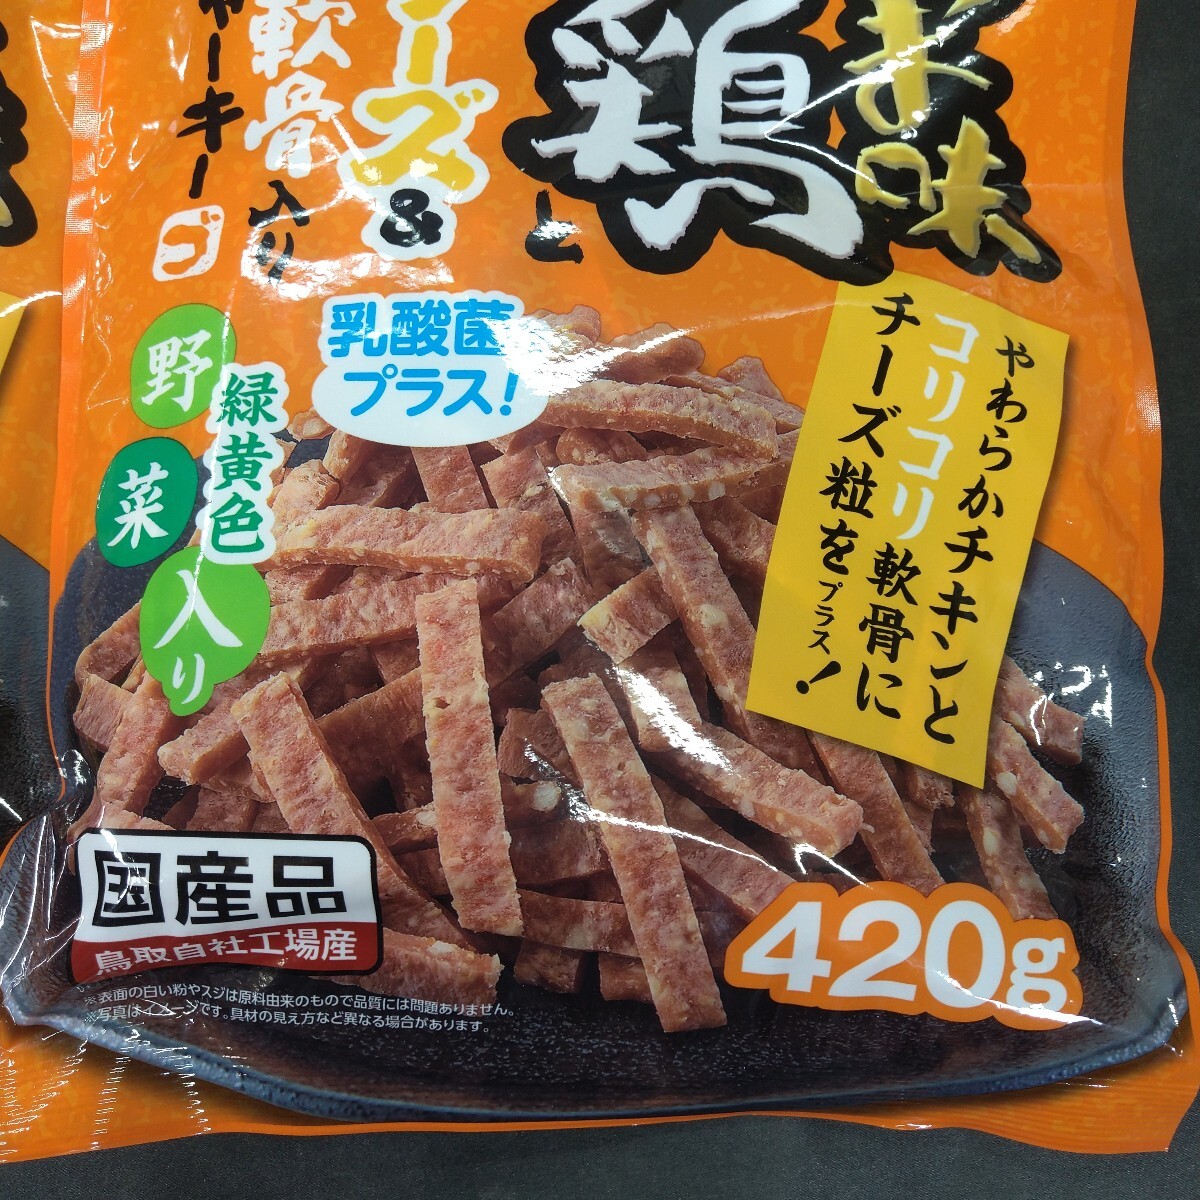 味
鶏
と
ーズ&
軟骨
入り
ーキー
乳酸菌
プラス!
緑黄色
野菜
入り
やわらかチキンと
コリコリ軟骨に
チーズ粒を
プラス!
国産品
鳥取自社工場産
※表面の白い粉やスジは原料由来のもので品質には問題ありません。
※写真はイメージです。具材の見え方など異なる場合があります。
420g